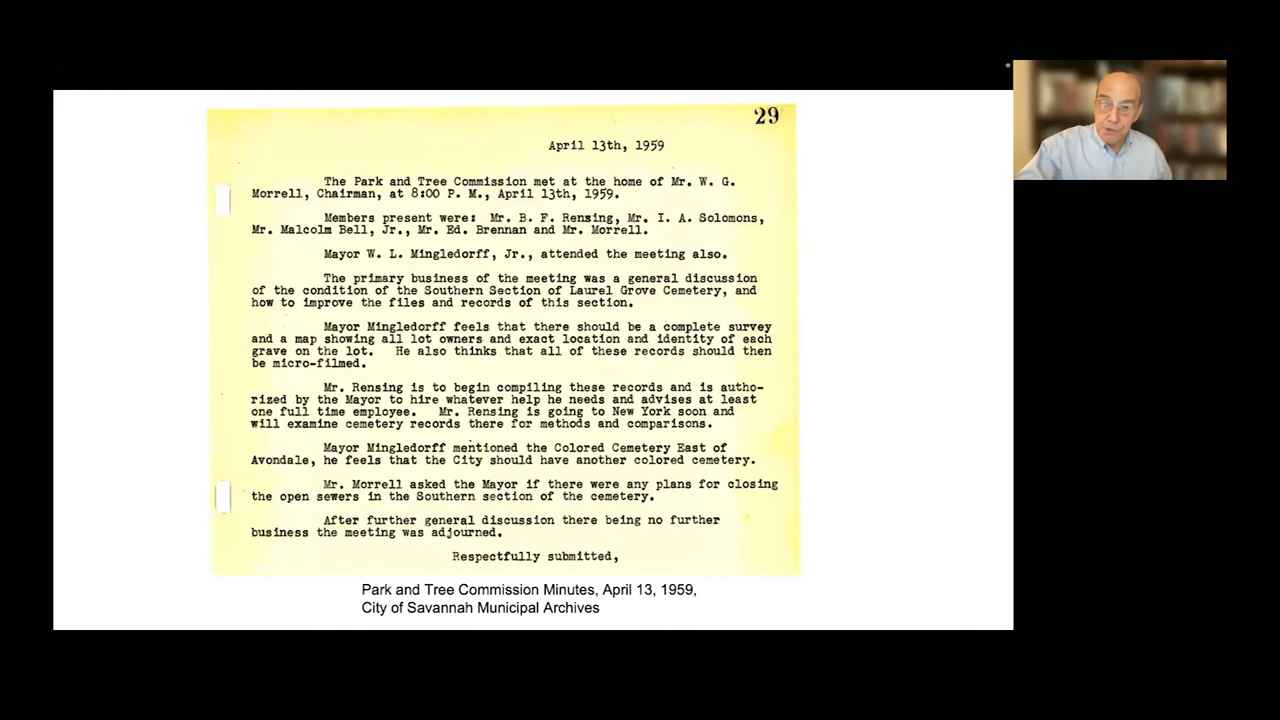 29
April 13th, 1959
The Park and Tree Commission met at the home of Mr. W. G.
Morrell, Chairman, at 8:00 P. M., April 13th, 1959.
Members present were: Mr. B. F. Rensing, Mr. I. A. Solomons,
Mr. Malcolm Bell, Jr., Mr. Ed. Brennan and Mr. Morrell.
Mayor W. L. Mingledorff, Jr., attended the meeting also.
The primary business of the meeting was a general discussion
of the condition of the Southern Section of Laurel Grove Cemetery, and
how to improve the files and records of this section.
Mayor Mingledorff feels that there should be a complete survey
and a map showing all lot owners and exact location and identity of each
grave on the lot. He also thinks that all of these records should then
be micro-filmed.
Mr. Rensing is to begin compiling these records and is autho-
rized by the Mayor to hire whatever help he needs and advises at least
one full time employee. Mr. Rensing is going to New York soon and
will examine cemetery records there for methods and comparisons.
Mayor Mingledorff mentioned the Colored Cemetery East of
Avondale, he feels that the City should have another colored cemetery.
Mr. Morrell asked the Mayor if there were any plans for closing
the open sewers in the Southern section of the cemetery.
After further general discussion there being no further
business the meeting was adjourned.
Respectfully submitted,
Park and Tree Commission Minutes, April 13, 1959,
City of Savannah Municipal Archives